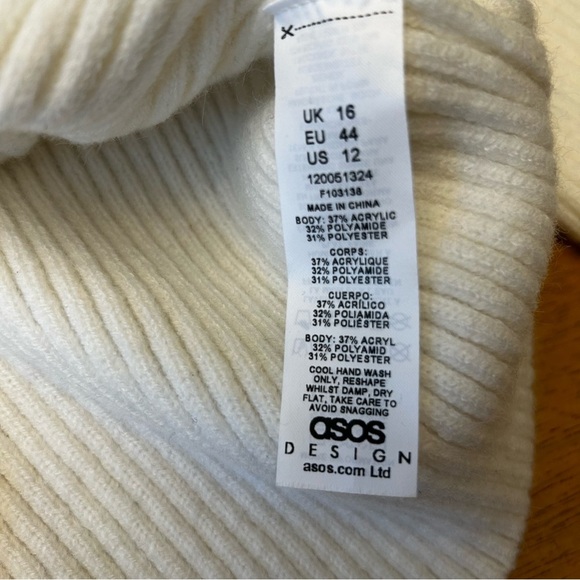 UK 16
EU 44
US 12
120051324
F103138
MADE IN CHINA
BODY: 37% ACRYLIC
32% POLYAMIDE
31% POLYESTER
CORPS:
37% ACRYLIQUE
32% POLYAMIDE
31% POLYESTER
CUERPO:
37% ACRÍLICO
32% POLIAMIDA
31% POLIÉSTER
BODY: 37% ACRYL
32% POLYAMID
31% POLYESTER
COOL HAND WASH
ONLY, RESHAPE
WHILST DAMP, DRY
FLAT, TAKE CARE TO
AVOID SNAGGING
asos
DESIGN
asos.com Ltd